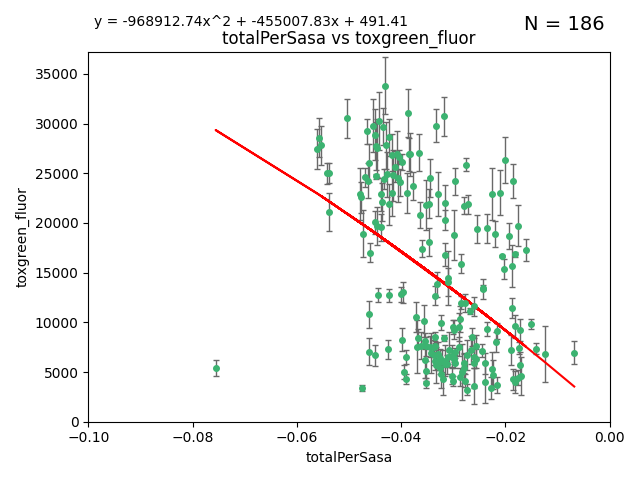 y = -968912.74x^2 + -455007.83x + 491.41
N = 186
totalPerSasa vs toxgreen_fluor
35000
30000
25000
20000
15000
10000
5000
0
toxgreen_fluor
−0.10
−0.08
−0.06
−0.04
−0.02
0.00
totalPerSasa